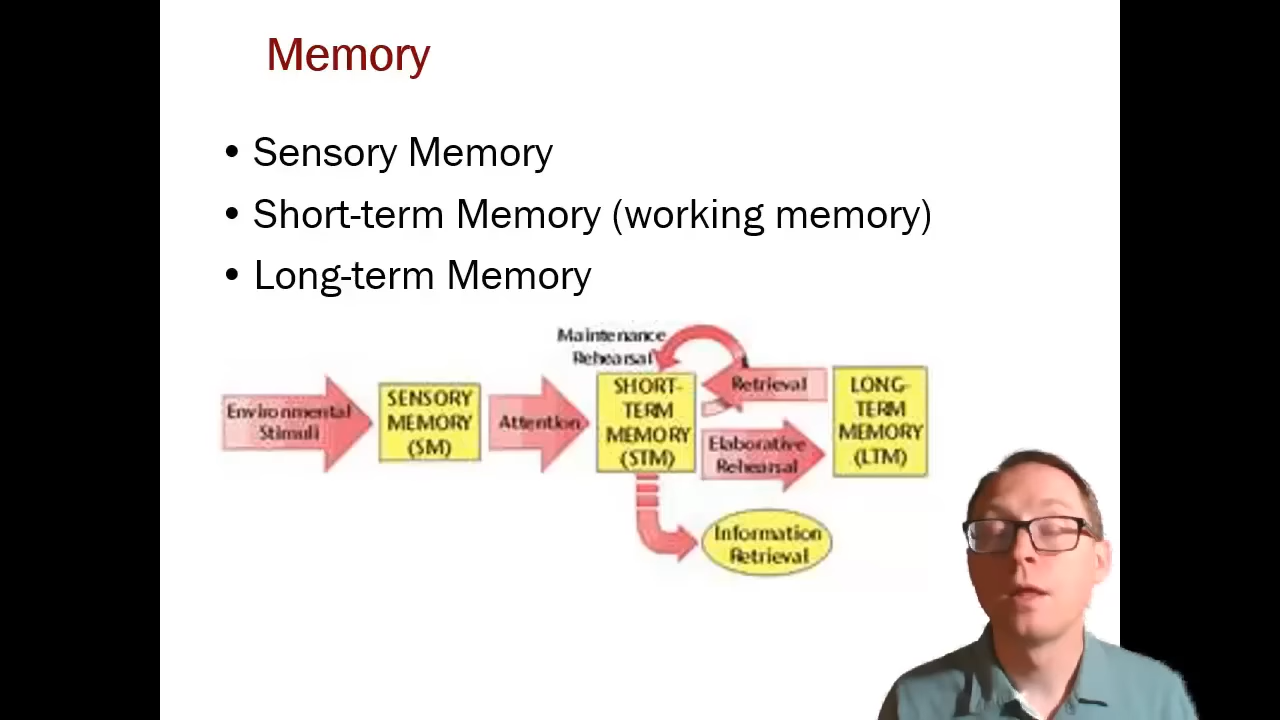 Memory
• Sensory Memory
• Short-term Memory (working memory)
• Long-term Memory
Maintenance
Rehearsal
Environmental
Stimuli
SENSORY
MEMORY
(SM)
Attention
SHORT-
TERM
MEMORY
(STM)
Retrieval
Elaborative
Rehearsal
LONG-
TERM
MEMORY
(LTM)
Information
Retrieval